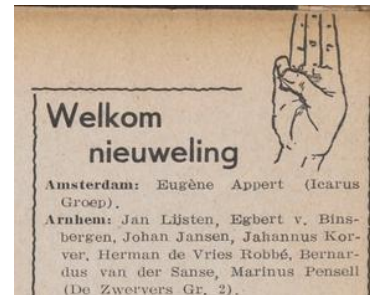 Welkom
nieuweling
Amsterdam: Eugène Appert (Icarus
Groep).
Arnhem: Jan Lijsten, Egbert v. Bins-
bergen, Johan Jansen, Jahannus Kor-
ver, Herman de Vries Robbé, Bernar-
dus van der Sanse, Marinus Pensell
(De Zwervers Gr. 2).